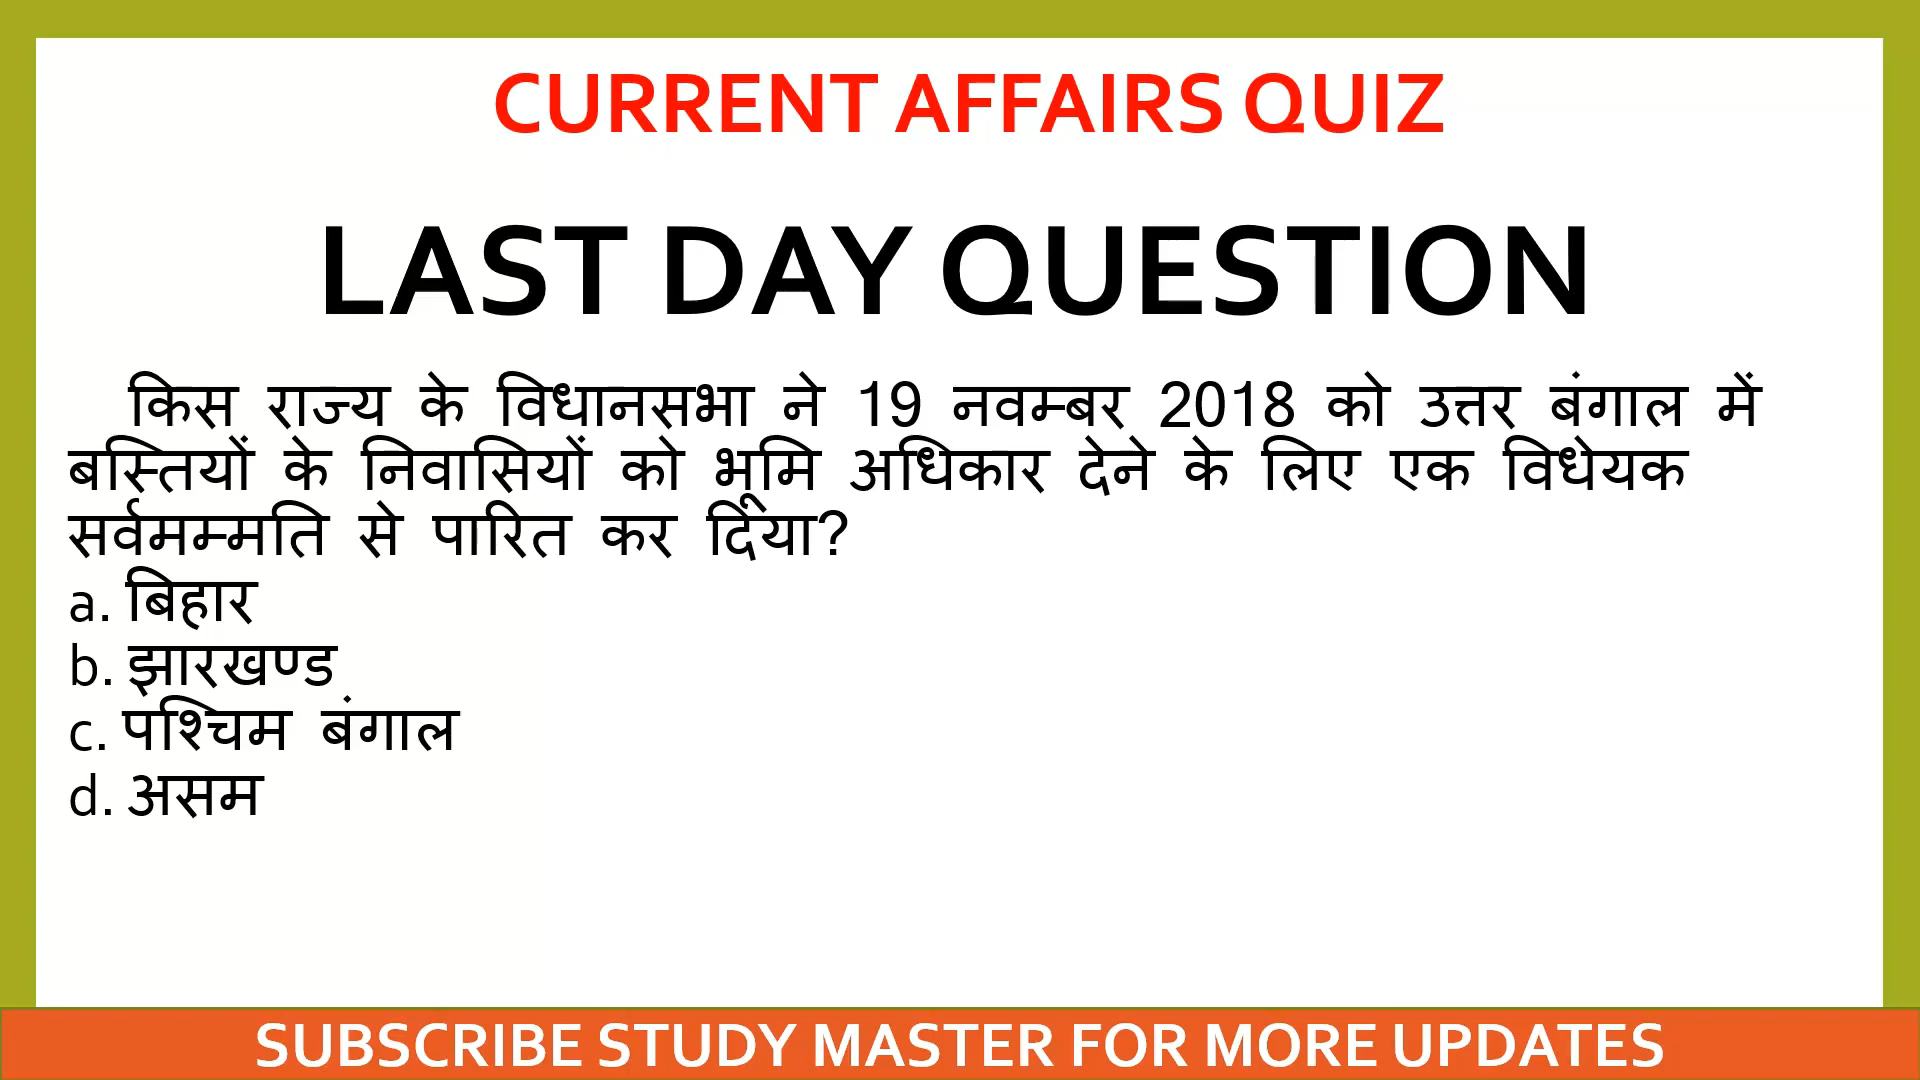 CURRENT AFFAIRS QUIZ
LAST DAY QUESTION
किस राज्य के विधानसभा ने 19 नवम्बर 2018 को उत्तर बंगाल में
बस्तियों के निवासियों को भूमि अधिकार देने के लिए एक विधेयक
सर्वमम्मति से पारित कर दिया?
a. बिहार
b. झारखण्ड
c. पश्चिम बंगाल
d. असम
SUBSCRIBE STUDY MASTER FOR MORE UPDATES